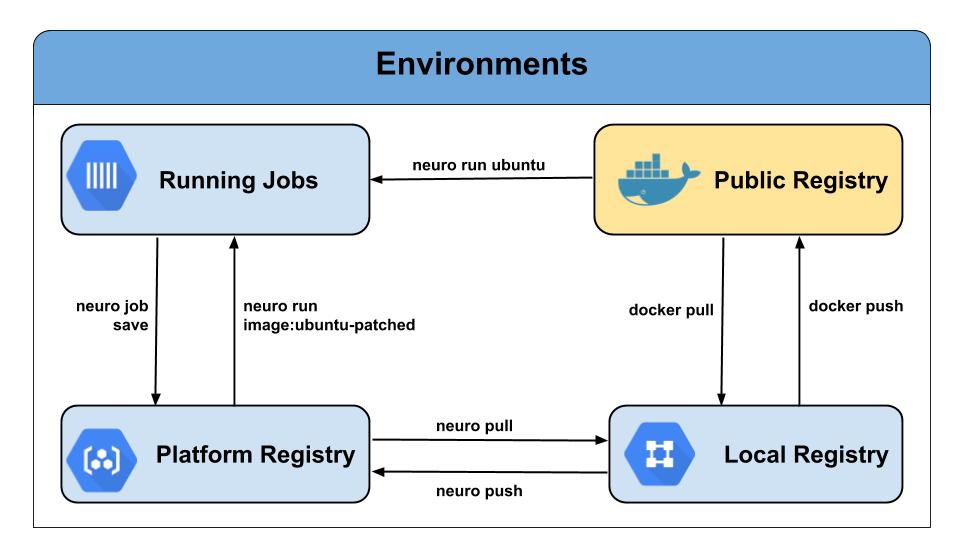 Environments
Running Jobs
neuro run ubuntu
Public Registry
neuro job
save
neuro run
image:ubuntu-patched
docker pull
docker push
Platform Registry
neuro pull
neuro push
Local Registry